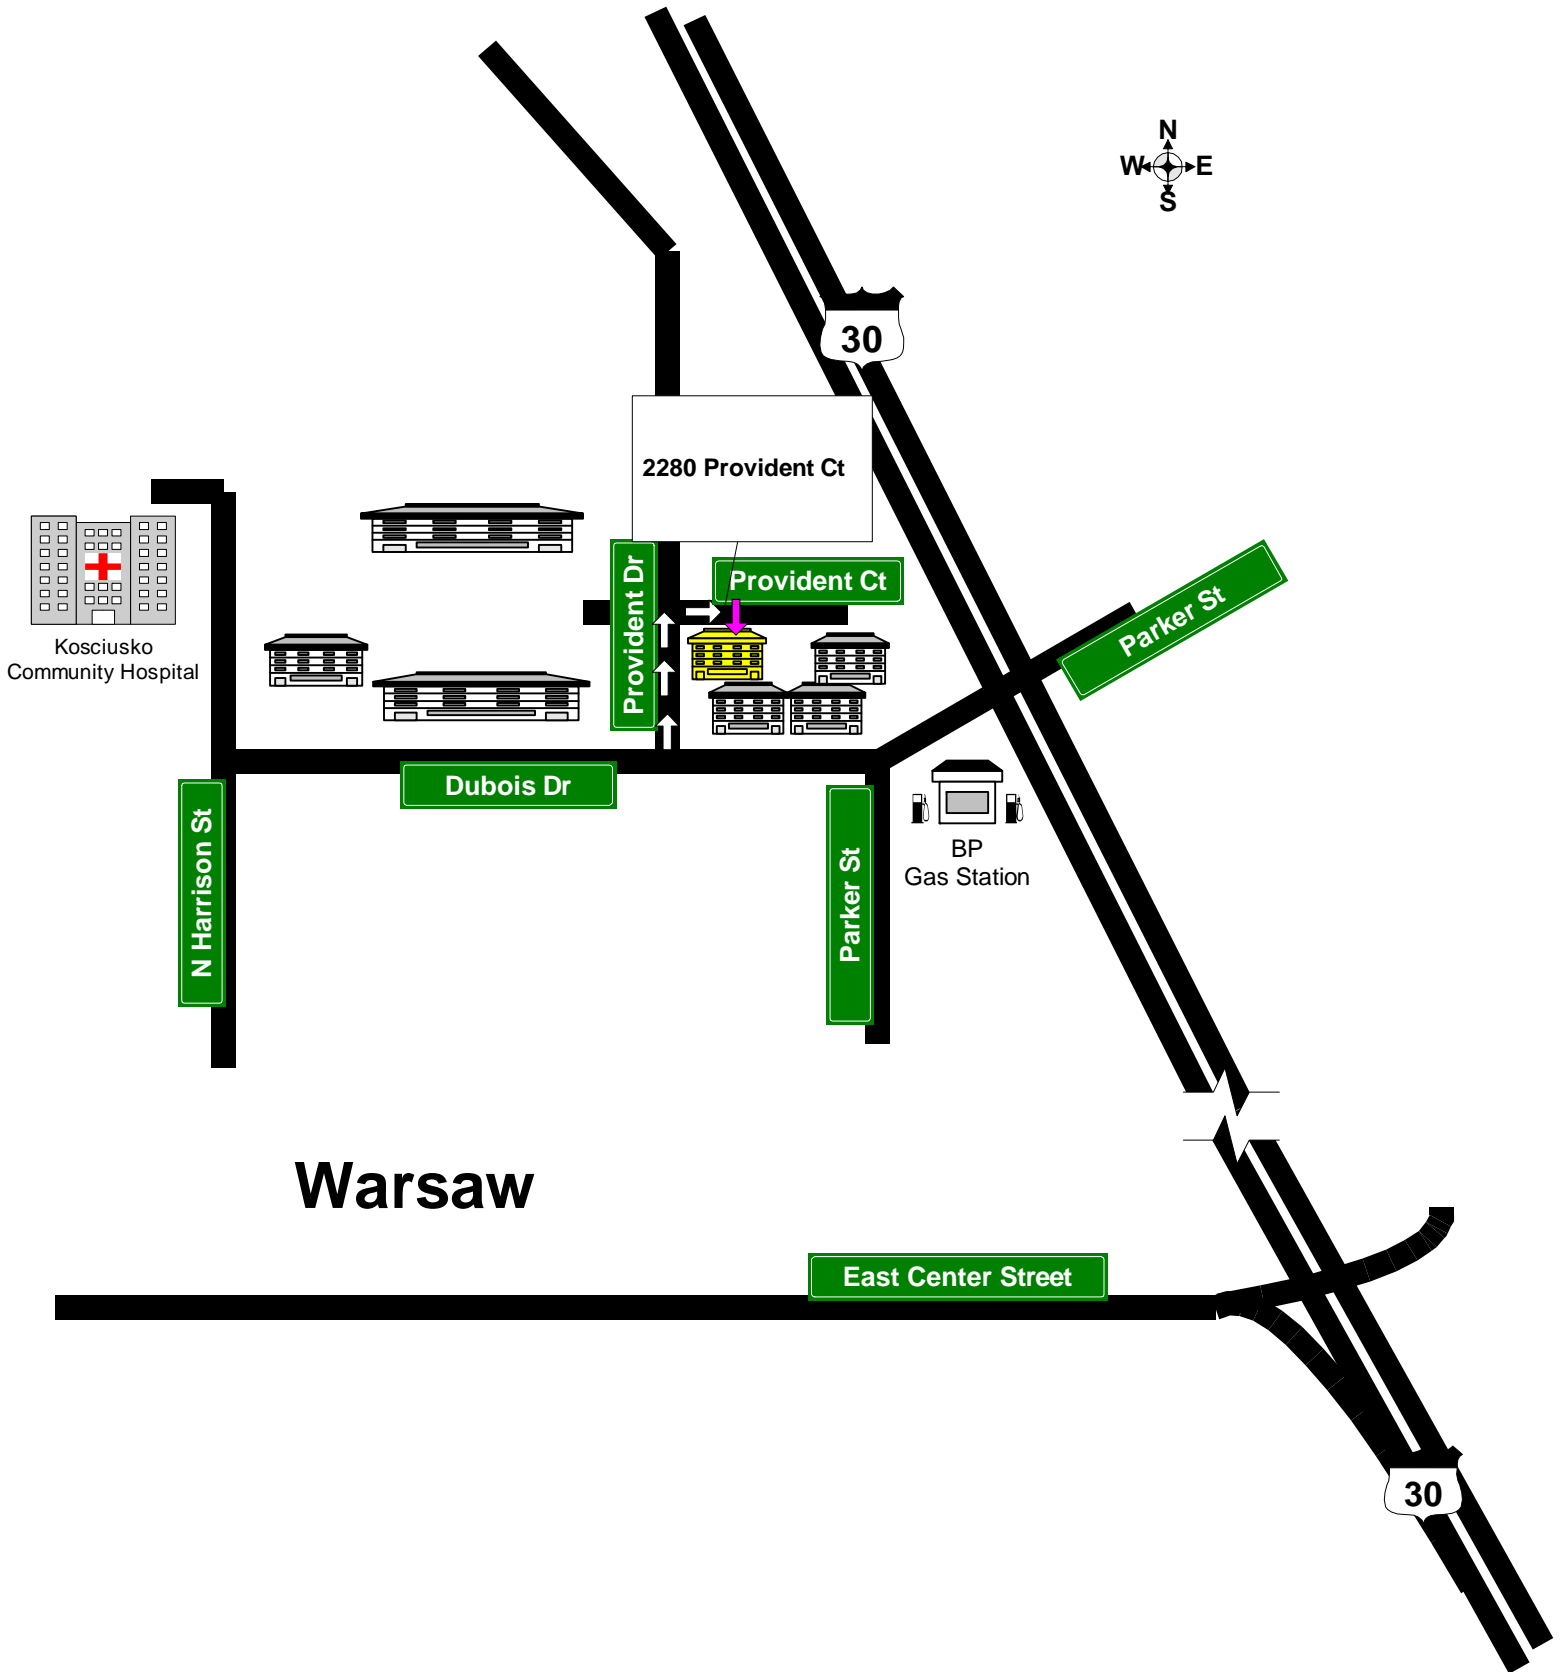 N
W E
S
30
2280 Provident Ct
Provident Dr
Provident Ct
Parker St
Kosciusko
Community Hospital
Dubois Dr
N Harrison St
Parker St
BP
Gas Station
Warsaw
East Center Street
30